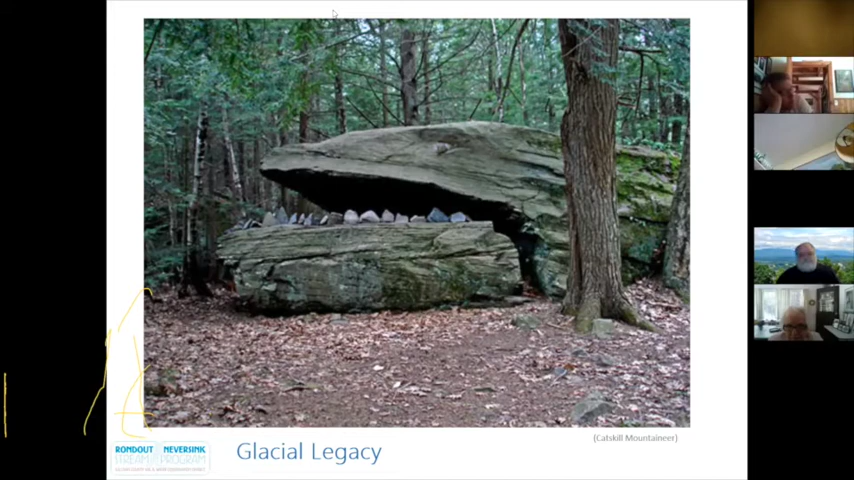 (Catskill Mountaineer)
RONDOUT NEVERSINK
STREAM PROGRAM
Glacial Legacy